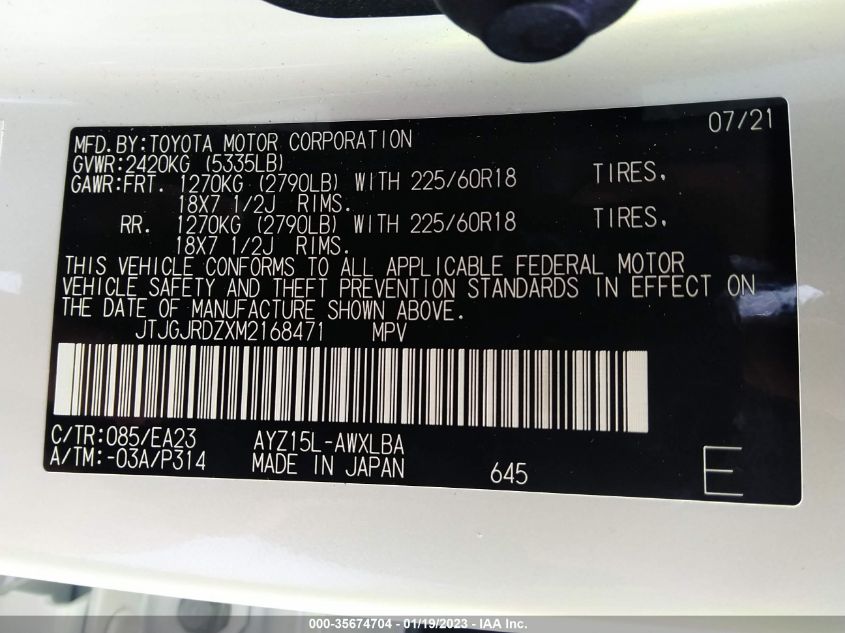 07/21
MFD.BY:TOYOTA MOTOR CORPORATION
GVWR:2420KG (5335LB)
GAWR:FRT. 1270KG (2790LB) WITH 225/60R18 TIRES,
18X7 1/2J RIMS.
RR. 1270KG (2790LB) WITH 225/60R18 TIRES,
18X7 1/2J RIMS.
THIS VEHICLE CONFORMS TO ALL APPLICABLE FEDERAL MOTOR
VEHICLE SAFETY AND THEFT PREVENTION STANDARDS IN EFFECT ON
THE DATE OF MANUFACTURE SHOWN ABOVE.
JTJGJRDZXM2168471 MPV
C/TR:085/EA23 AYZ15L-AWXLBA
A/TM:-03A/P314 MADE IN JAPAN 645 E
000-35674704 - 01/19/2023 - IAA Inc.